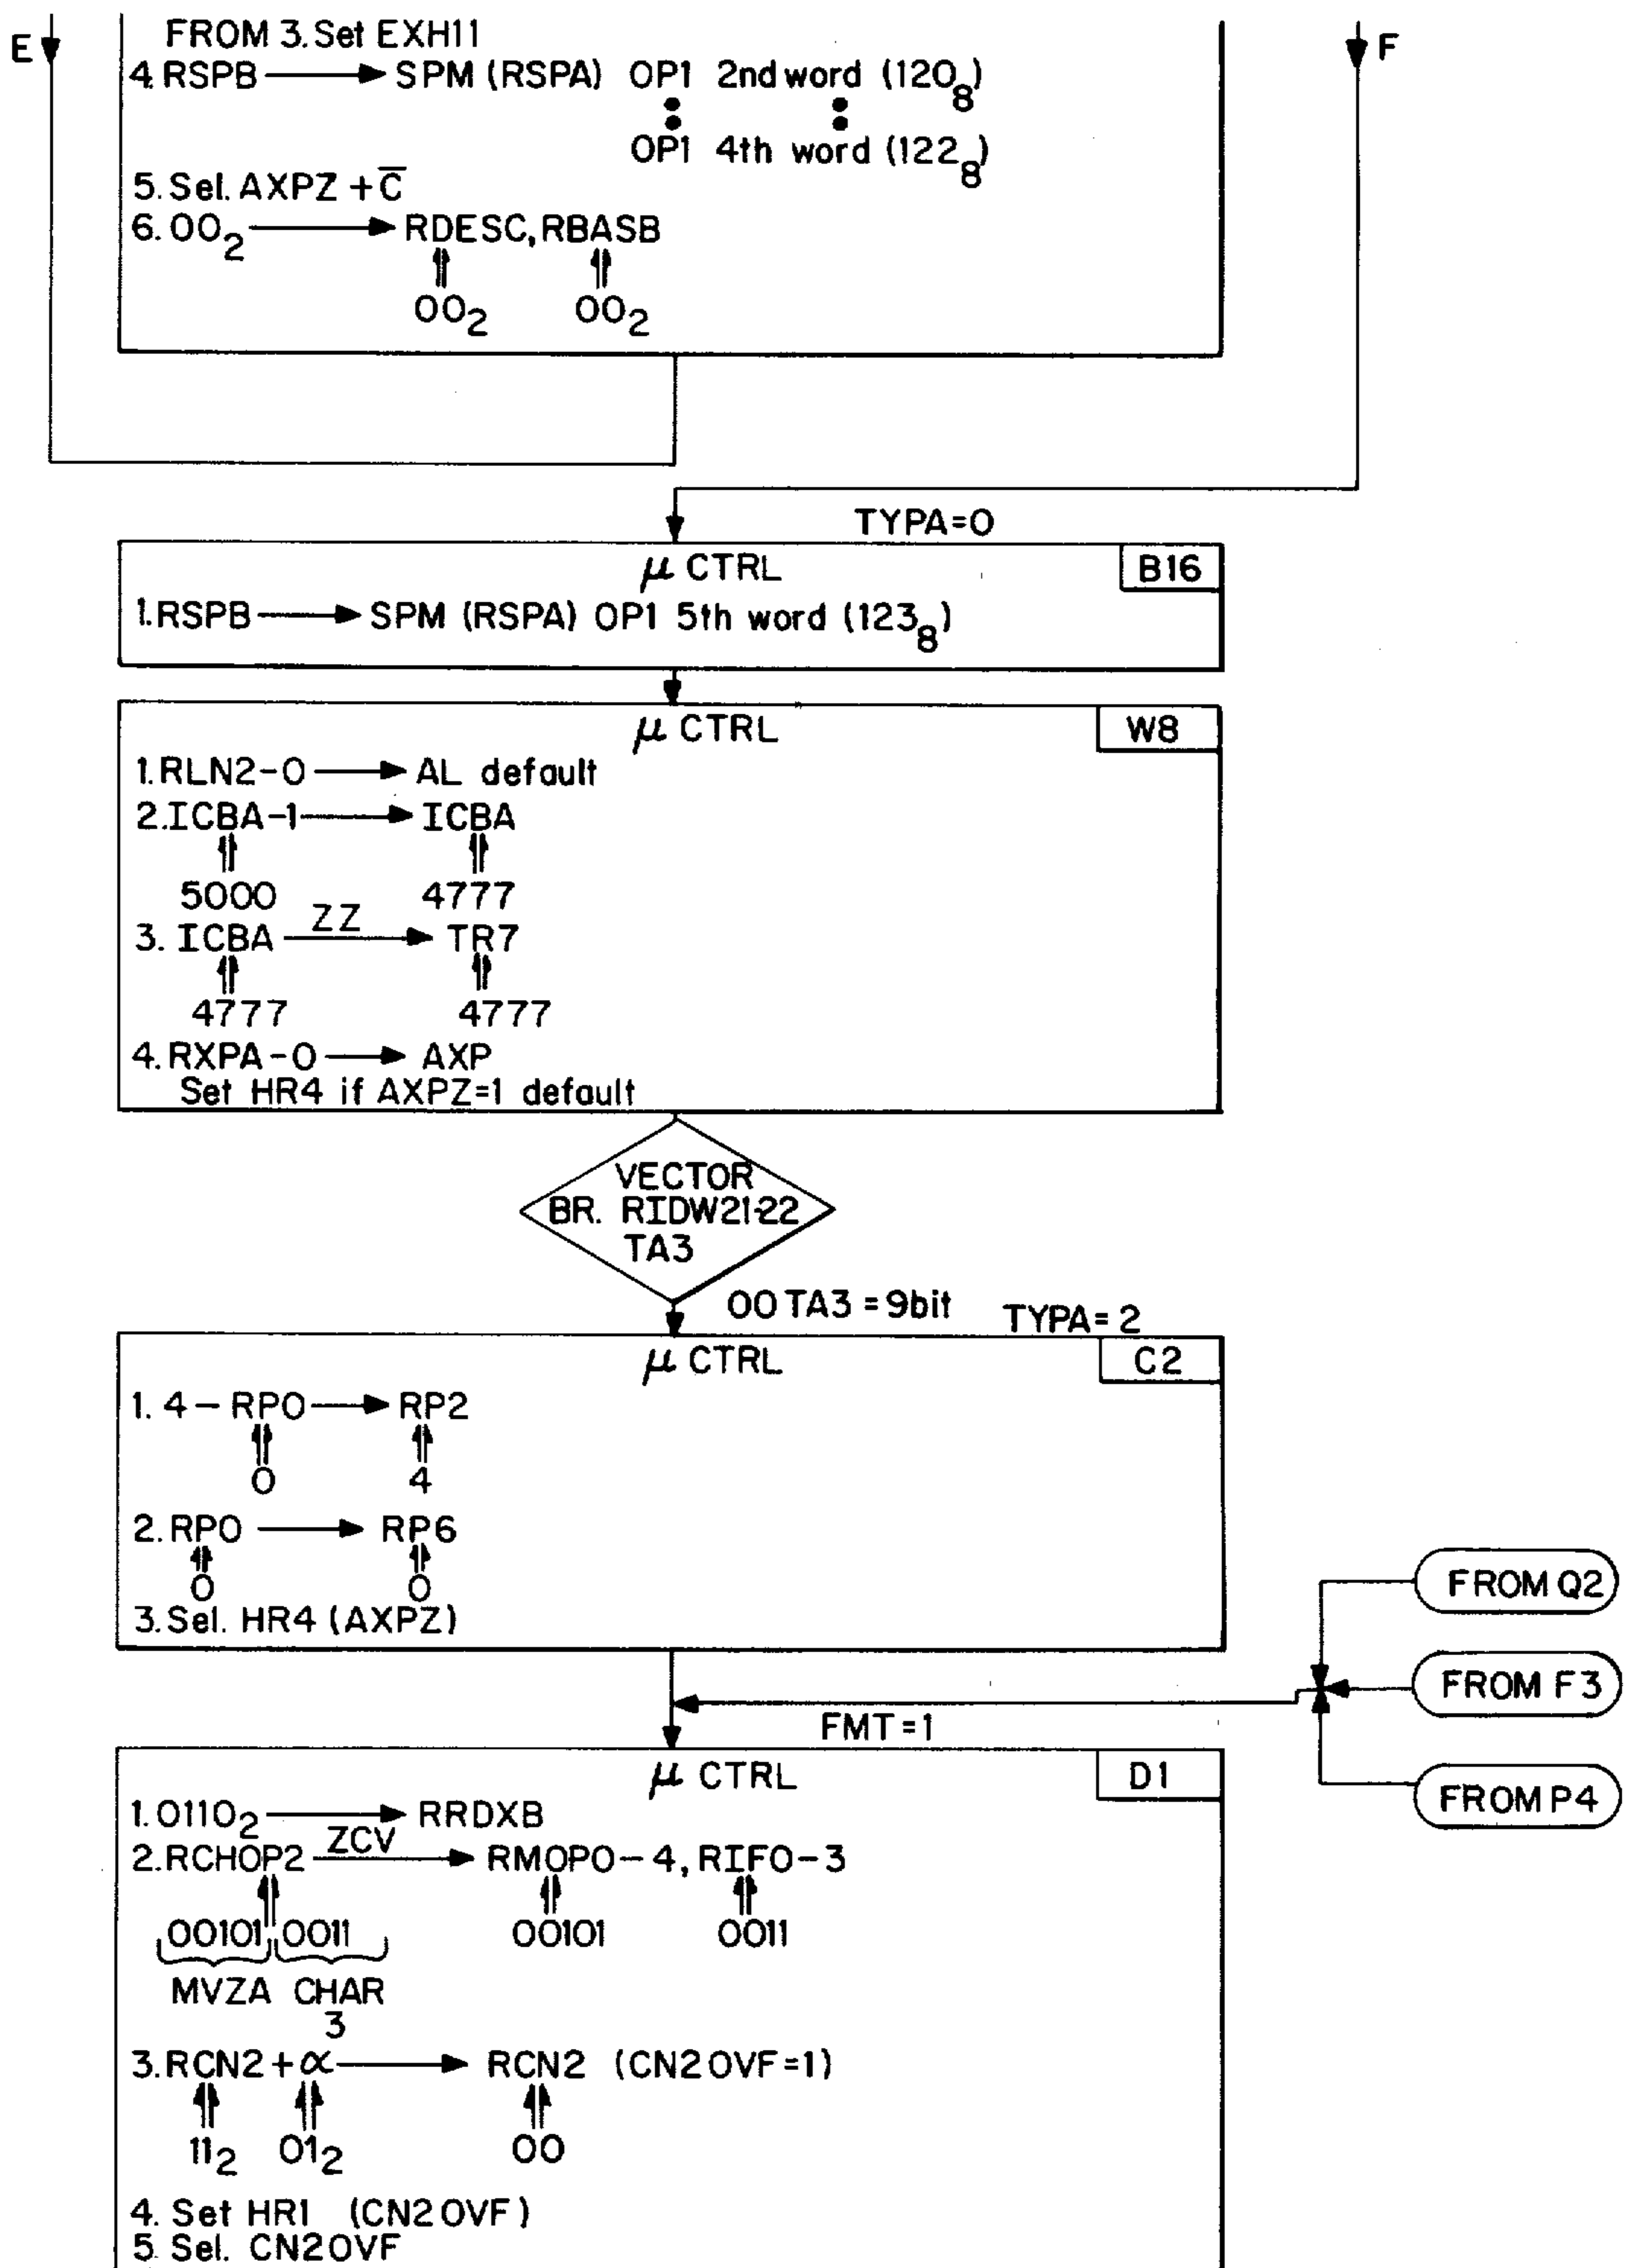 E
FROM 3. Set EXH11
F
4. RSPB → SPM (RSPA) OP1 2nd word (120₈)
OP1 4th word (122₈)
5. Sel. AXPZ + C̅
6. 00₂ → RDESC, RBASB
00₂ 00₂
TYPA=0
μ CTRL B16
1. RSPB → SPM (RSPA) OP1 5th word (123₈)
μ CTRL W8
1. RLN2-0 → AL default
2. ICBA-1 → ICBA
5000 4777
3. ICBA ZZ → TR7
4777 4777
4. RXPA-0 → AXP
Set HR4 if AXPZ=1 default
VECTOR
BR. RIDW21-22
TA3
00 TA3 = 9bit TYPA = 2
μ CTRL C2
1. 4 - RP0 → RP2
0 4
2. RP0 → RP6
0 0
3. Sel. HR4 (AXPZ)
FROM Q2
FROM F3
FMT=1
FROM P4
μ CTRL D1
1. 0110₂ → RRDXB
2. RCHOP2 ZCV → RMOP0-4, RIF0-3
00101 0011 00101 0011
MVZA CHAR
3
3. RCN2 + α → RCN2 (CN2OVF=1)
11₂ 01₂ 00
4. Set HR1 (CN2OVF)
5. Sel. CN2OVF